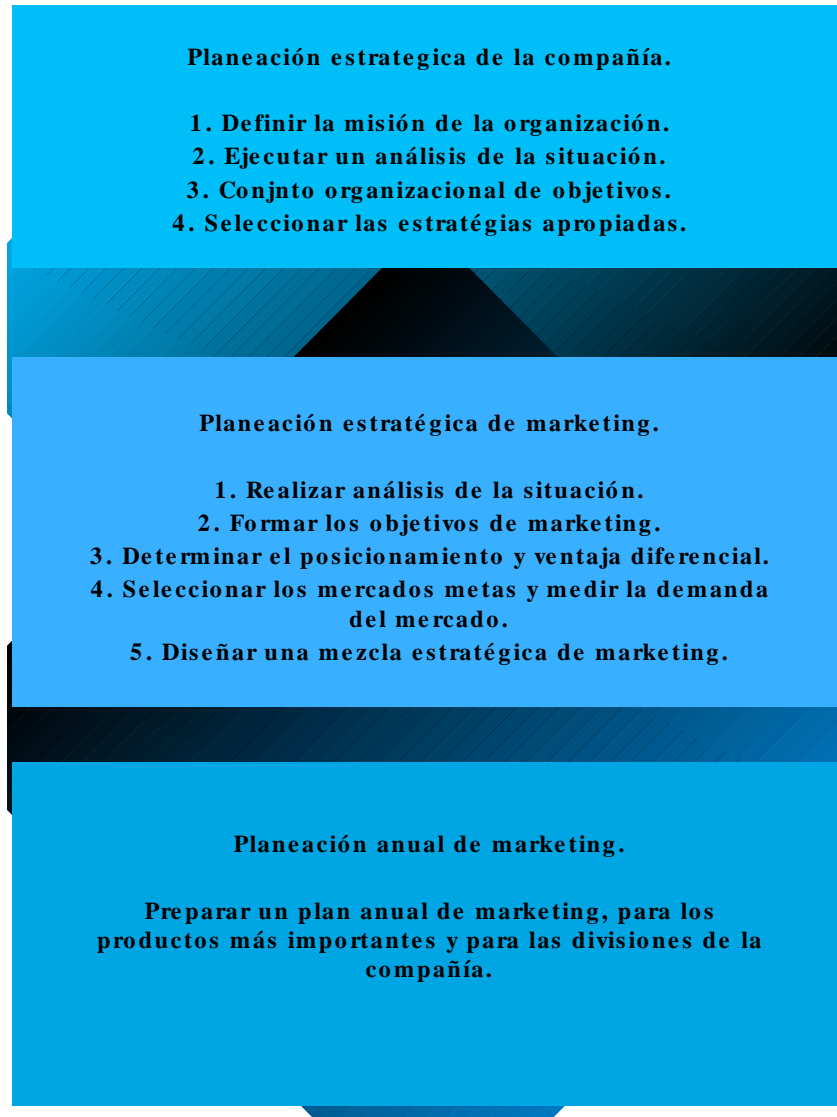 Planeación estrategica de la compañía.
1. Definir la misión de la organización.
2. Ejecutar un análisis de la situación.
3. Conjnto organizacional de objetivos.
4. Seleccionar las estratégias apropiadas.
Planeación estratégica de marketing.
1. Realizar análisis de la situación.
2. Formar los objetivos de marketing.
3. Determinar el posicionamiento y ventaja diferencial.
4. Seleccionar los mercados metas y medir la demanda
del mercado.
5. Diseñar una mezcla estratégica de marketing.
Planeación anual de marketing.
Preparar un plan anual de marketing, para los
productos más importantes y para las divisiones de la
compañía.